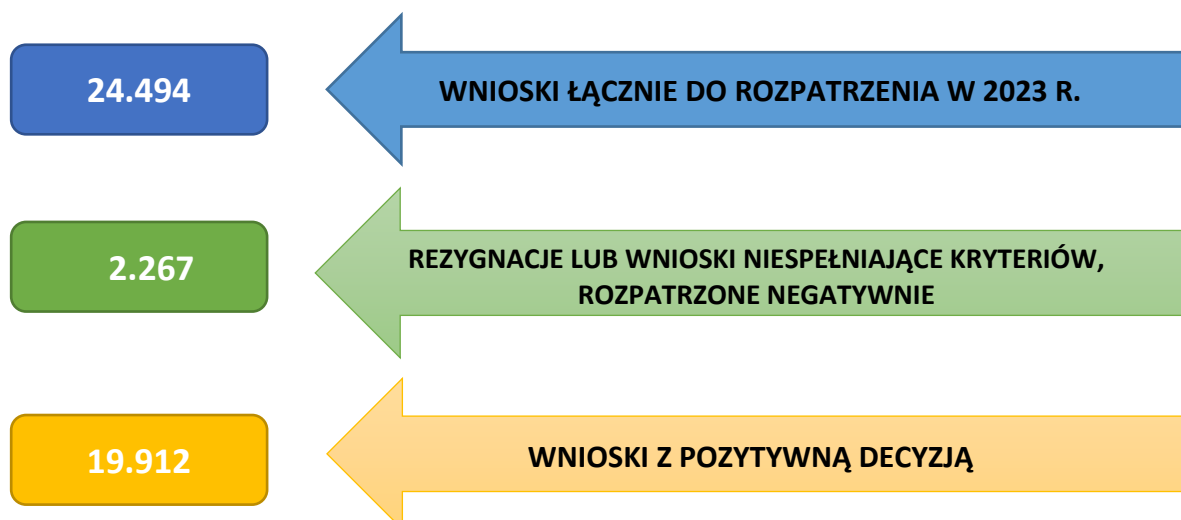 24.494
WNIOSKI ŁĄCZNIE DO ROZPATRZENIA W 2023 R.
2.267
REZYGNACJE LUB WNIOSKI NIESPEŁNIAJĄCE KRYTERIÓW,
ROZPATRZONE NEGATYWNIE
19.912
WNIOSKI Z POZYTYWNĄ DECYZJĄ